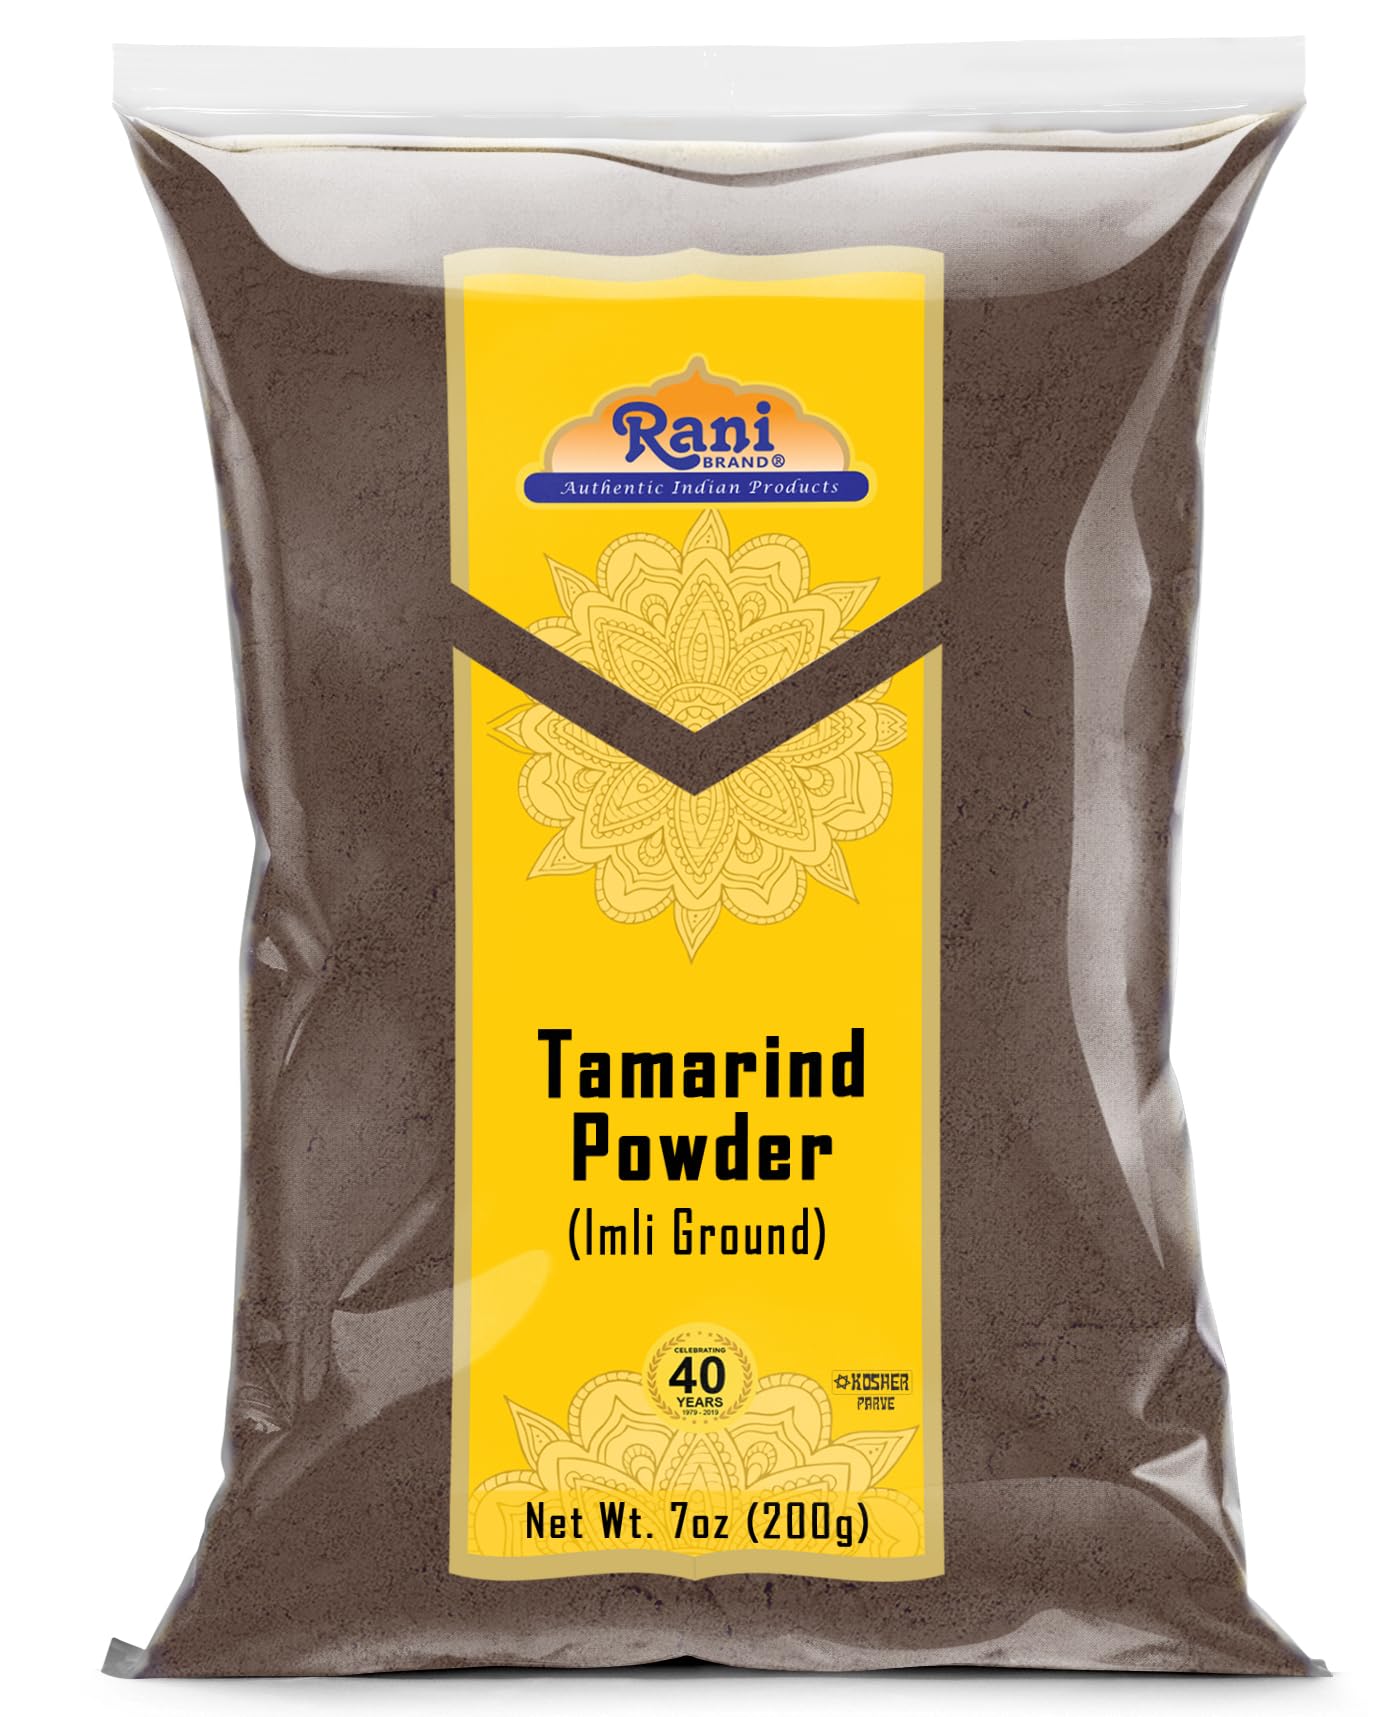 Rani
BRAND®
Authentic Indian Products
Tamarind
Powder
(Imli Ground)
CELEBRATING
40
YEARS
1979 - 2019
KOSHER
PARVE
Net Wt. 7oz (200g)